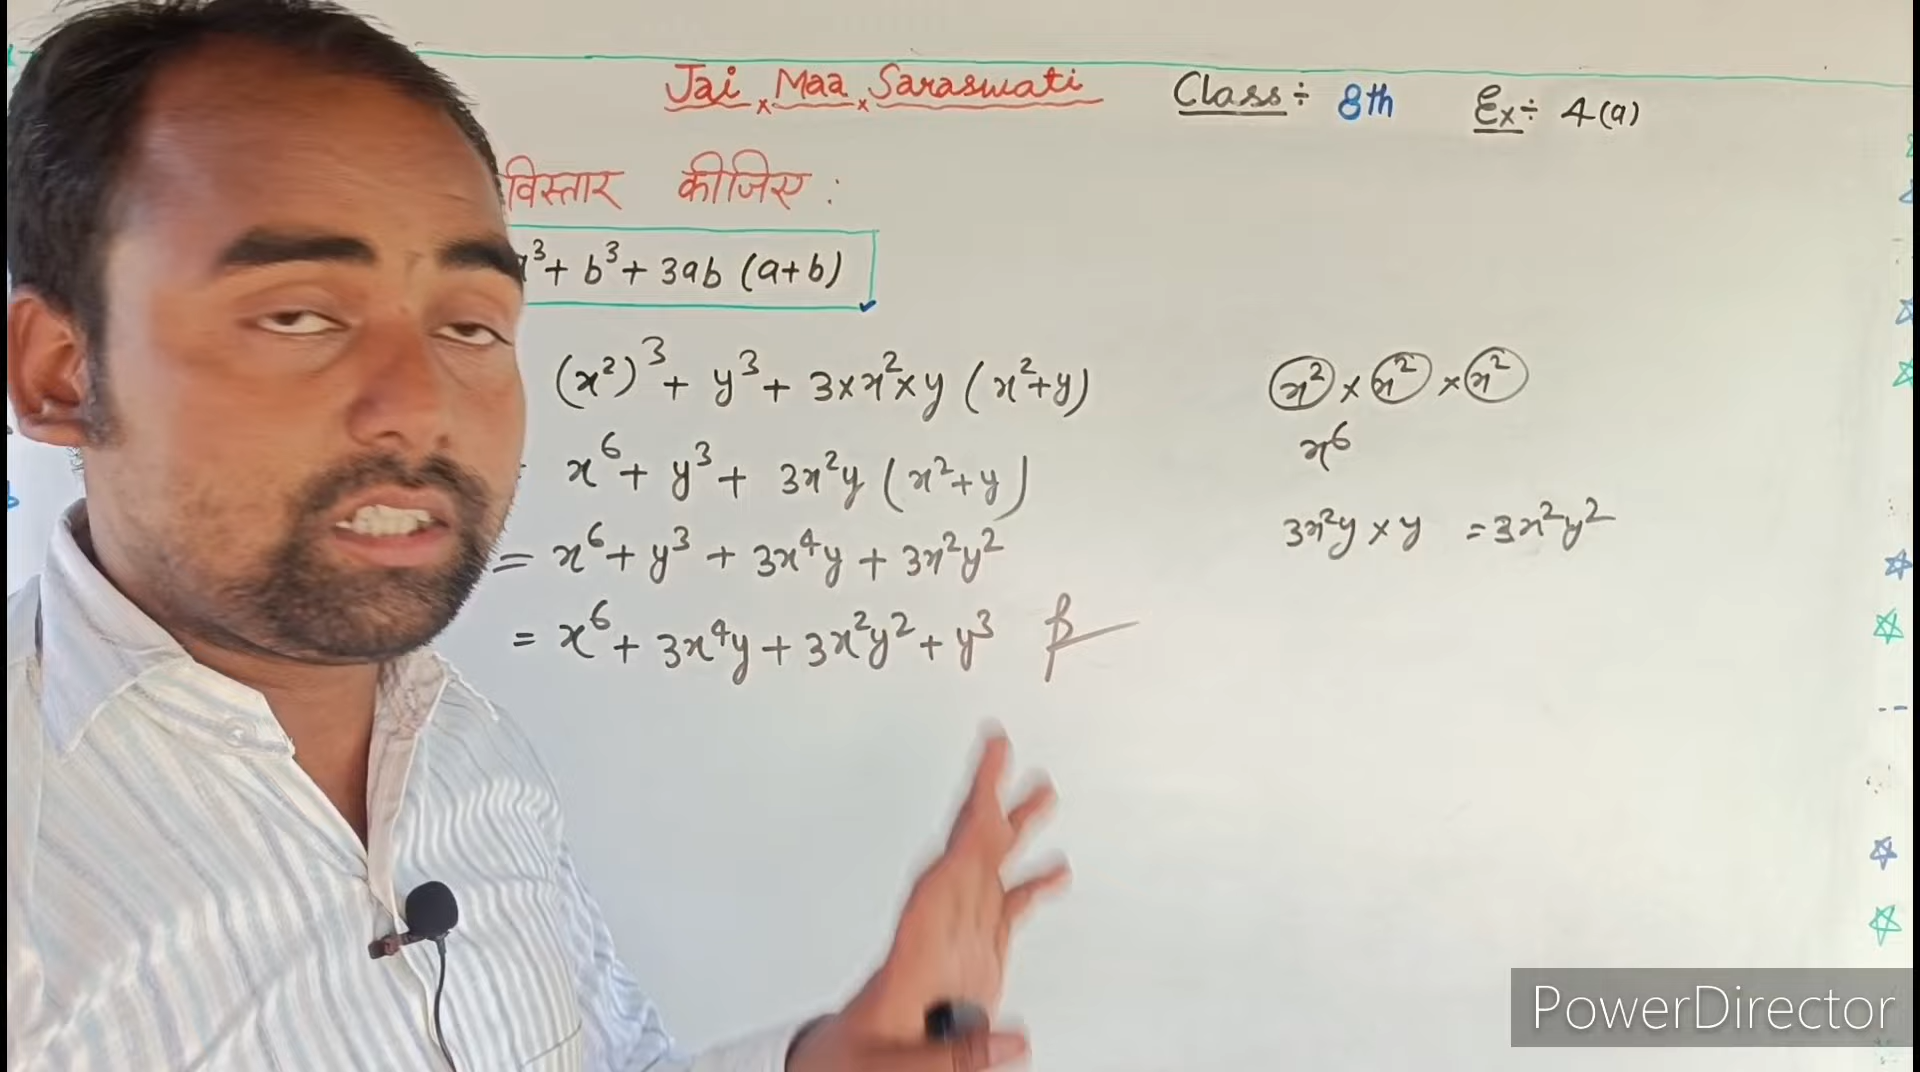 Jai Maa Saraswati Class÷ 8th Ex÷ 4(a)
विस्तार कीजिए :
a³+ b³+ 3ab (a+b)
(x²)³ + y³ + 3×x²×y (x²+y)
x² × x² × x²
x⁶
x⁶ + y³ + 3x²y (x²+y)
3x²y × y = 3x²y²
= x⁶ + y³ + 3x⁴y + 3x²y²
= x⁶ + 3x⁴y + 3x²y² + y³
PowerDirector